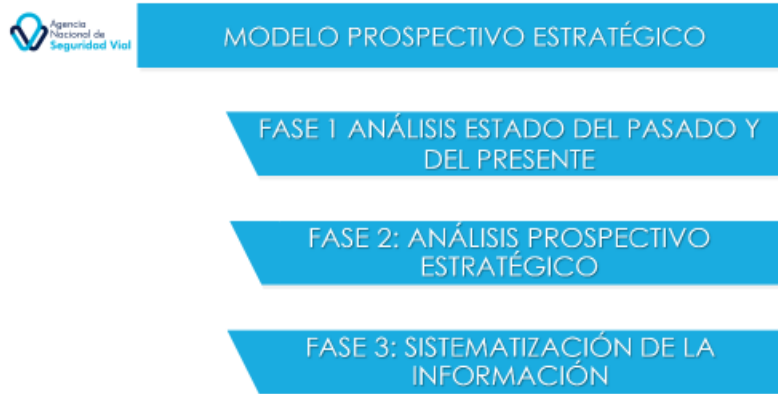 Agencia
Nacional de
Seguridad Vial
MODELO PROSPECTIVO ESTRATÉGICO
FASE 1 ANÁLISIS ESTADO DEL PASADO Y
DEL PRESENTE
FASE 2: ANÁLISIS PROSPECTIVO
ESTRATÉGICO
FASE 3: SISTEMATIZACIÓN DE LA
INFORMACIÓN